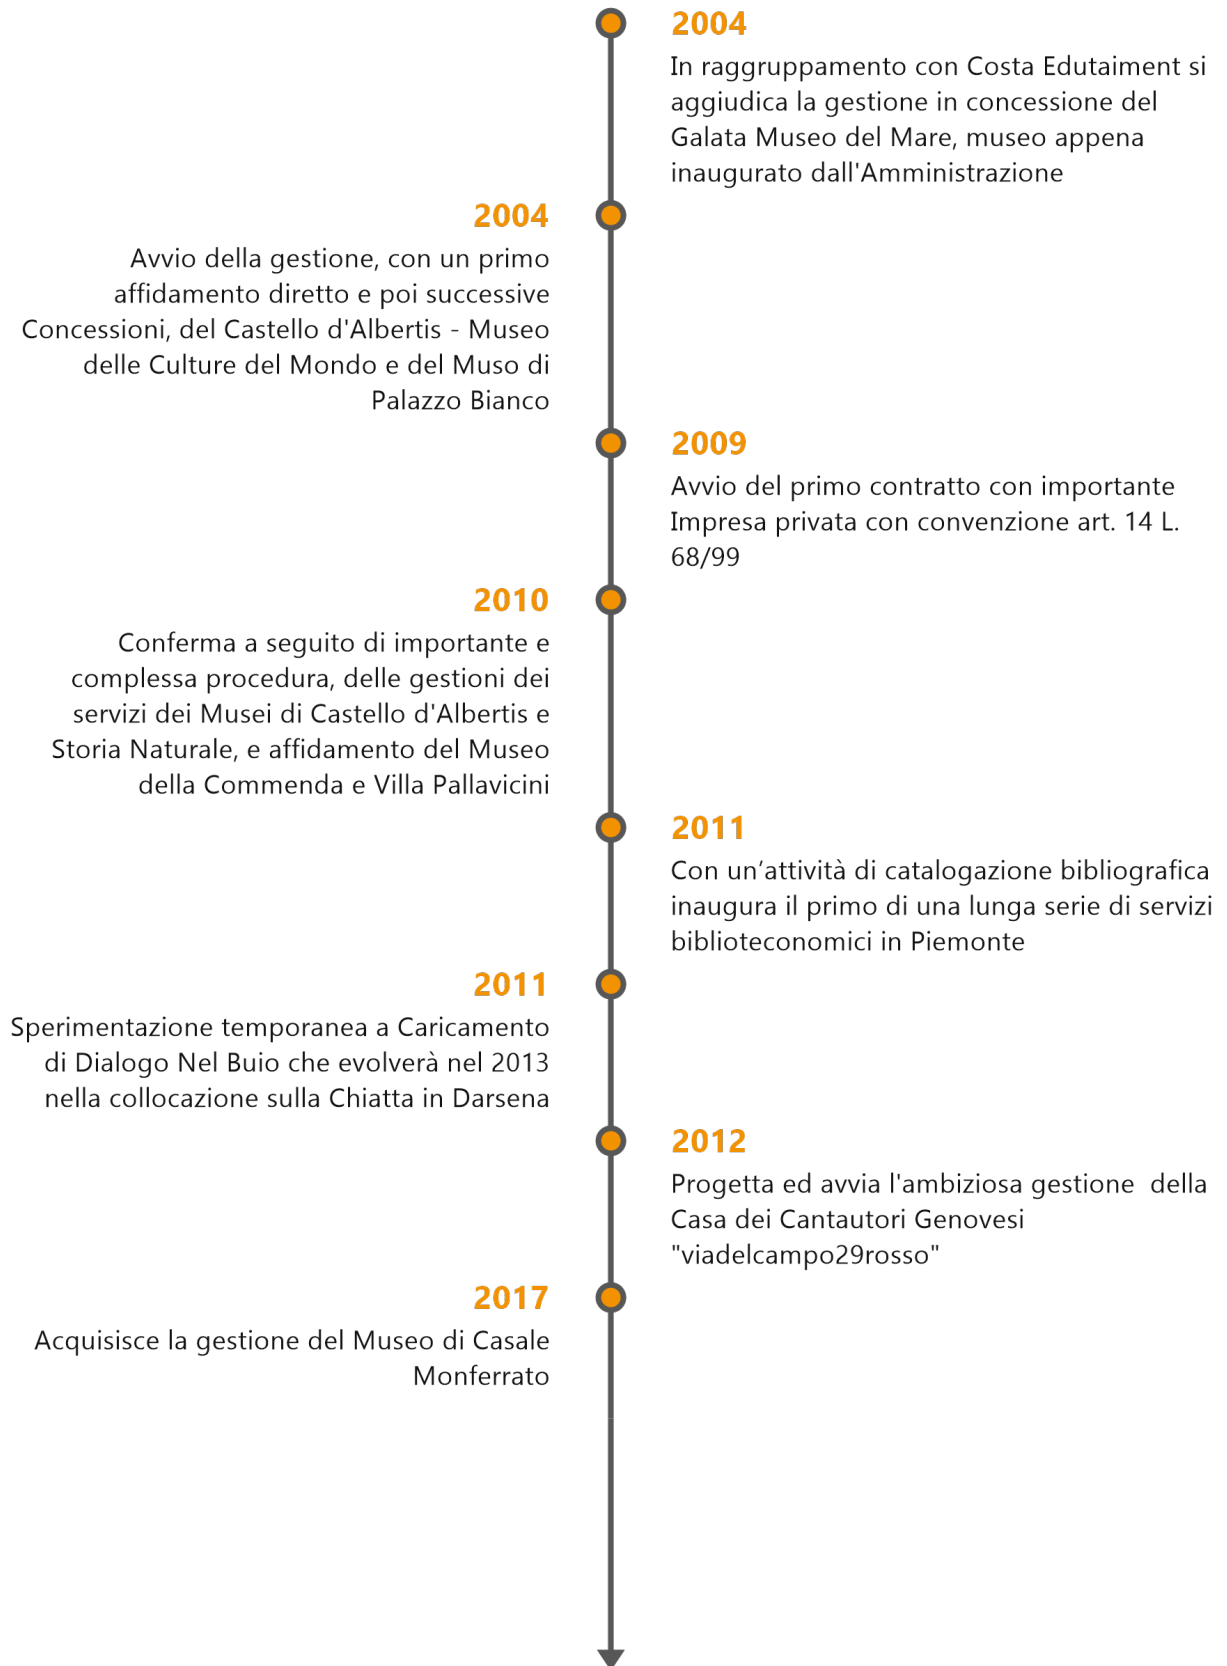 2004
In raggruppamento con Costa Edutaiment si
aggiudica la gestione in concessione del
Galata Museo del Mare, museo appena
inaugurato dall'Amministrazione
2004
Avvio della gestione, con un primo
affidamento diretto e poi successive
Concessioni, del Castello d'Albertis - Museo
delle Culture del Mondo e del Muso di
Palazzo Bianco
2009
Avvio del primo contratto con importante
Impresa privata con convenzione art. 14 L.
68/99
2010
Conferma a seguito di importante e
complessa procedura, delle gestioni dei
servizi dei Musei di Castello d'Albertis e
Storia Naturale, e affidamento del Museo
della Commenda e Villa Pallavicini
2011
Con un’attività di catalogazione bibliografica
inaugura il primo di una lunga serie di servizi
biblioteconomici in Piemonte
2011
Sperimentazione temporanea a Caricamento
di Dialogo Nel Buio che evolverà nel 2013
nella collocazione sulla Chiatta in Darsena
2012
Progetta ed avvia l'ambiziosa gestione  della
Casa dei Cantautori Genovesi
"viadelcampo29rosso"
2017
Acquisisce la gestione del Museo di Casale
Monferrato